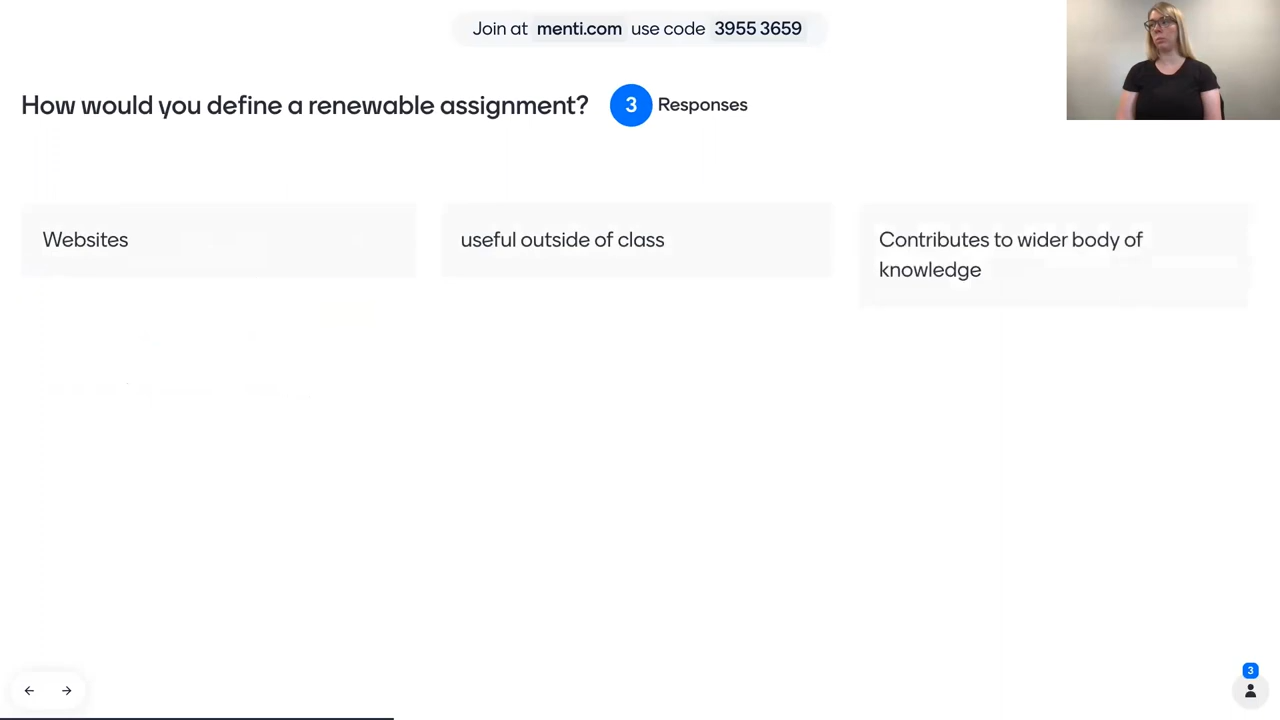 Join at menti.com use code 3955 3659
How would you define a renewable assignment? 3 Responses
Websites
useful outside of class
Contributes to wider body of
knowledge
3